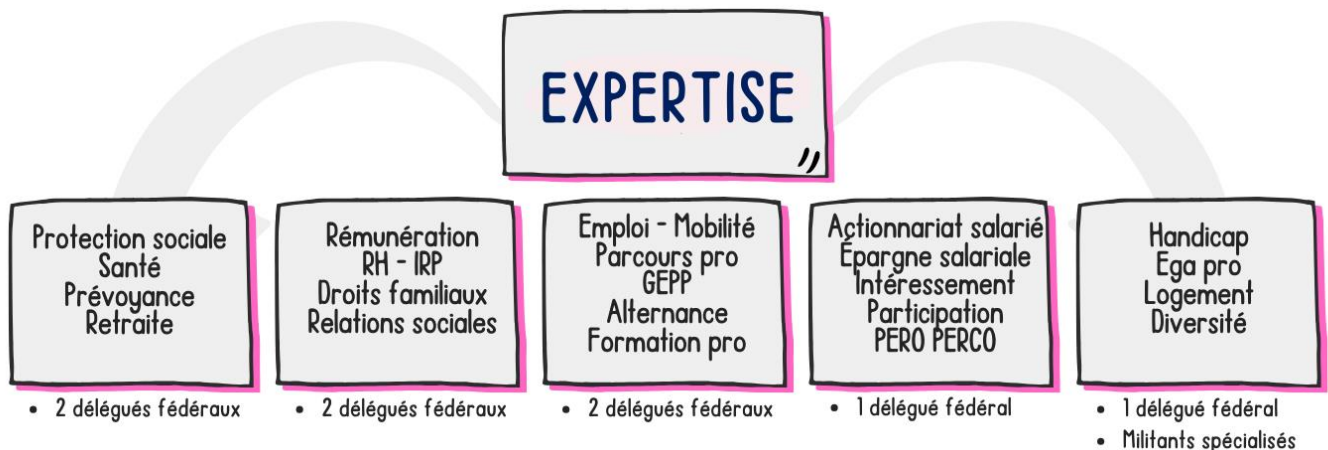 EXPERTISE
Protection sociale
Santé
Prévoyance
Retraite
• 2 délégués fédéraux
Rémunération
RH - IRP
Droits familiaux
Relations sociales
• 2 délégués fédéraux
Emploi - Mobilité
Parcours pro
GEPP
Alternance
Formation pro
• 2 délégués fédéraux
Actionnariat salarié
Épargne salariale
Intéressement
Participation
PERO PERCO
• 1 délégué fédéral
Handicap
Ega pro
Logement
Diversité
• 1 délégué fédéral
• Militants spécialisés